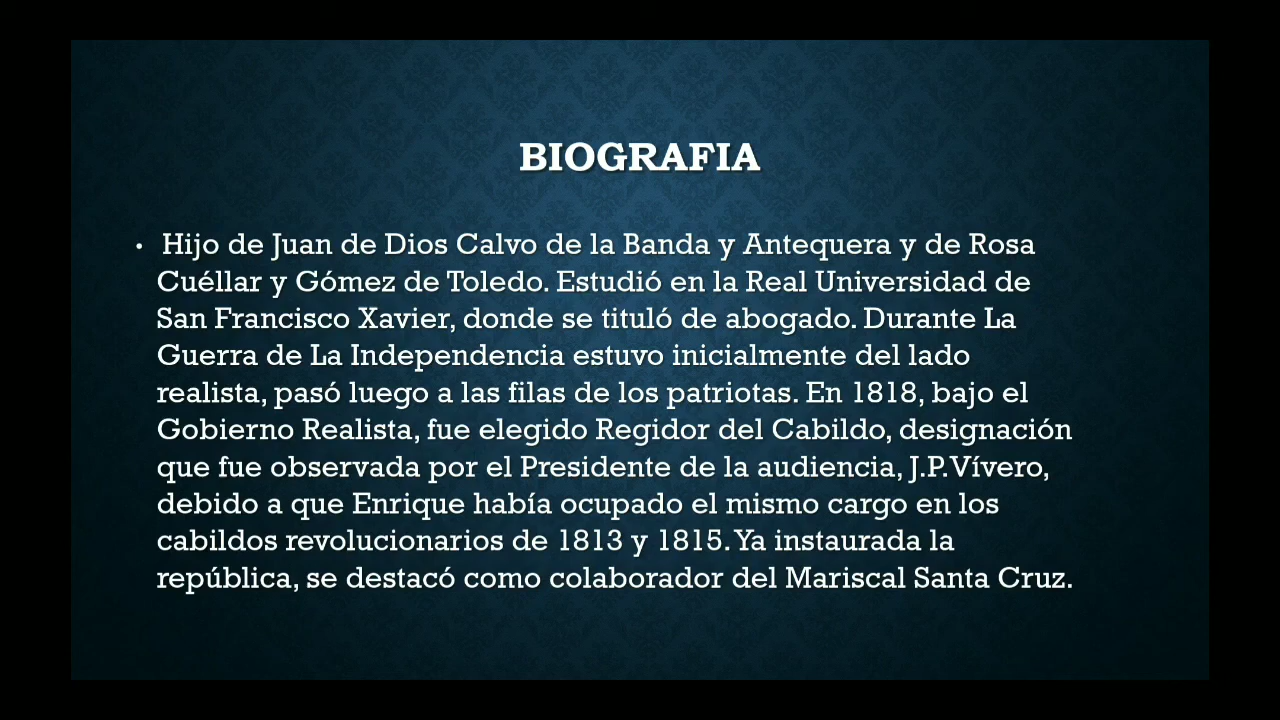 BIOGRAFIA
• Hijo de Juan de Dios Calvo de la Banda y Antequera y de Rosa
Cuéllar y Gómez de Toledo. Estudió en la Real Universidad de
San Francisco Xavier, donde se tituló de abogado. Durante La
Guerra de La Independencia estuvo inicialmente del lado
realista, pasó luego a las filas de los patriotas. En 1818, bajo el
Gobierno Realista, fue elegido Regidor del Cabildo, designación
que fue observada por el Presidente de la audiencia, J.P.Vívero,
debido a que Enrique había ocupado el mismo cargo en los
cabildos revolucionarios de 1813 y 1815. Ya instaurada la
república, se destacó como colaborador del Mariscal Santa Cruz.